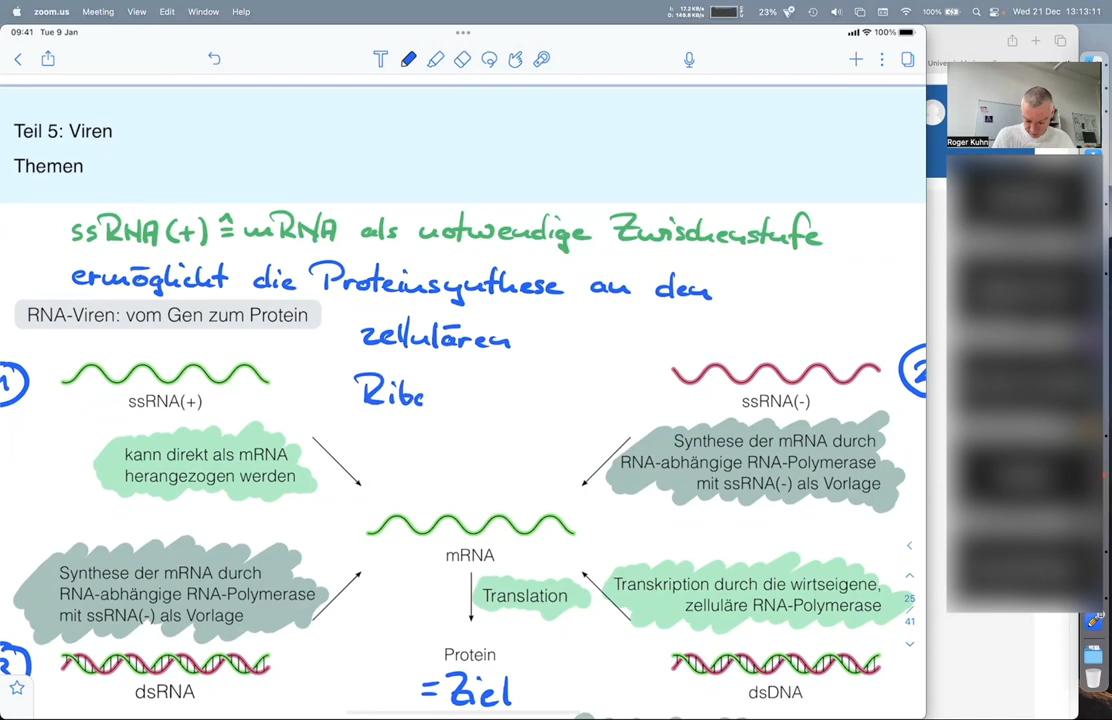 zoom.us Meeting View Edit Window Help
23%
100%
Wed 21 Dec 13:13:11
09:41 Tue 9 Jan
100%
Teil 5: Viren
Themen
Roger Kuhn
ssRNA(+) ≙ mRNA als notwendige Zwischenstufe
ermöglicht die Proteinsynthese an den
RNA-Viren: vom Gen zum Protein
zellulären
Ribo
1
2
ssRNA(+)
ssRNA(-)
kann direkt als mRNA
herangezogen werden
Synthese der mRNA durch
RNA-abhängige RNA-Polymerase
mit ssRNA(-) als Vorlage
mRNA
Synthese der mRNA durch
RNA-abhängige RNA-Polymerase
mit ssRNA(-) als Vorlage
Translation
Transkription durch die wirtseigene,
zelluläre RNA-Polymerase
25
41
Protein
= Ziel
dsRNA
dsDNA